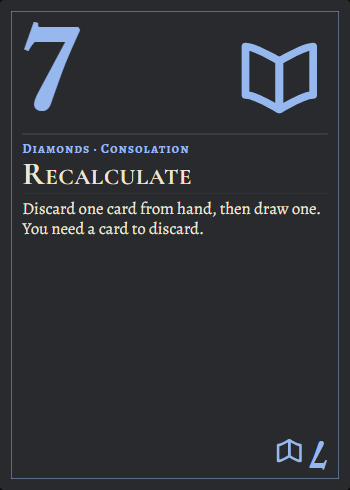 7
Diamonds · Consolation
Recalculate
Discard one card from hand, then draw one.
You need a card to discard.
7